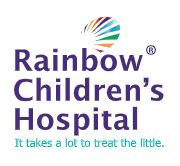 Rainbow®
Children's
Hospital
It takes a lot to treat the little.